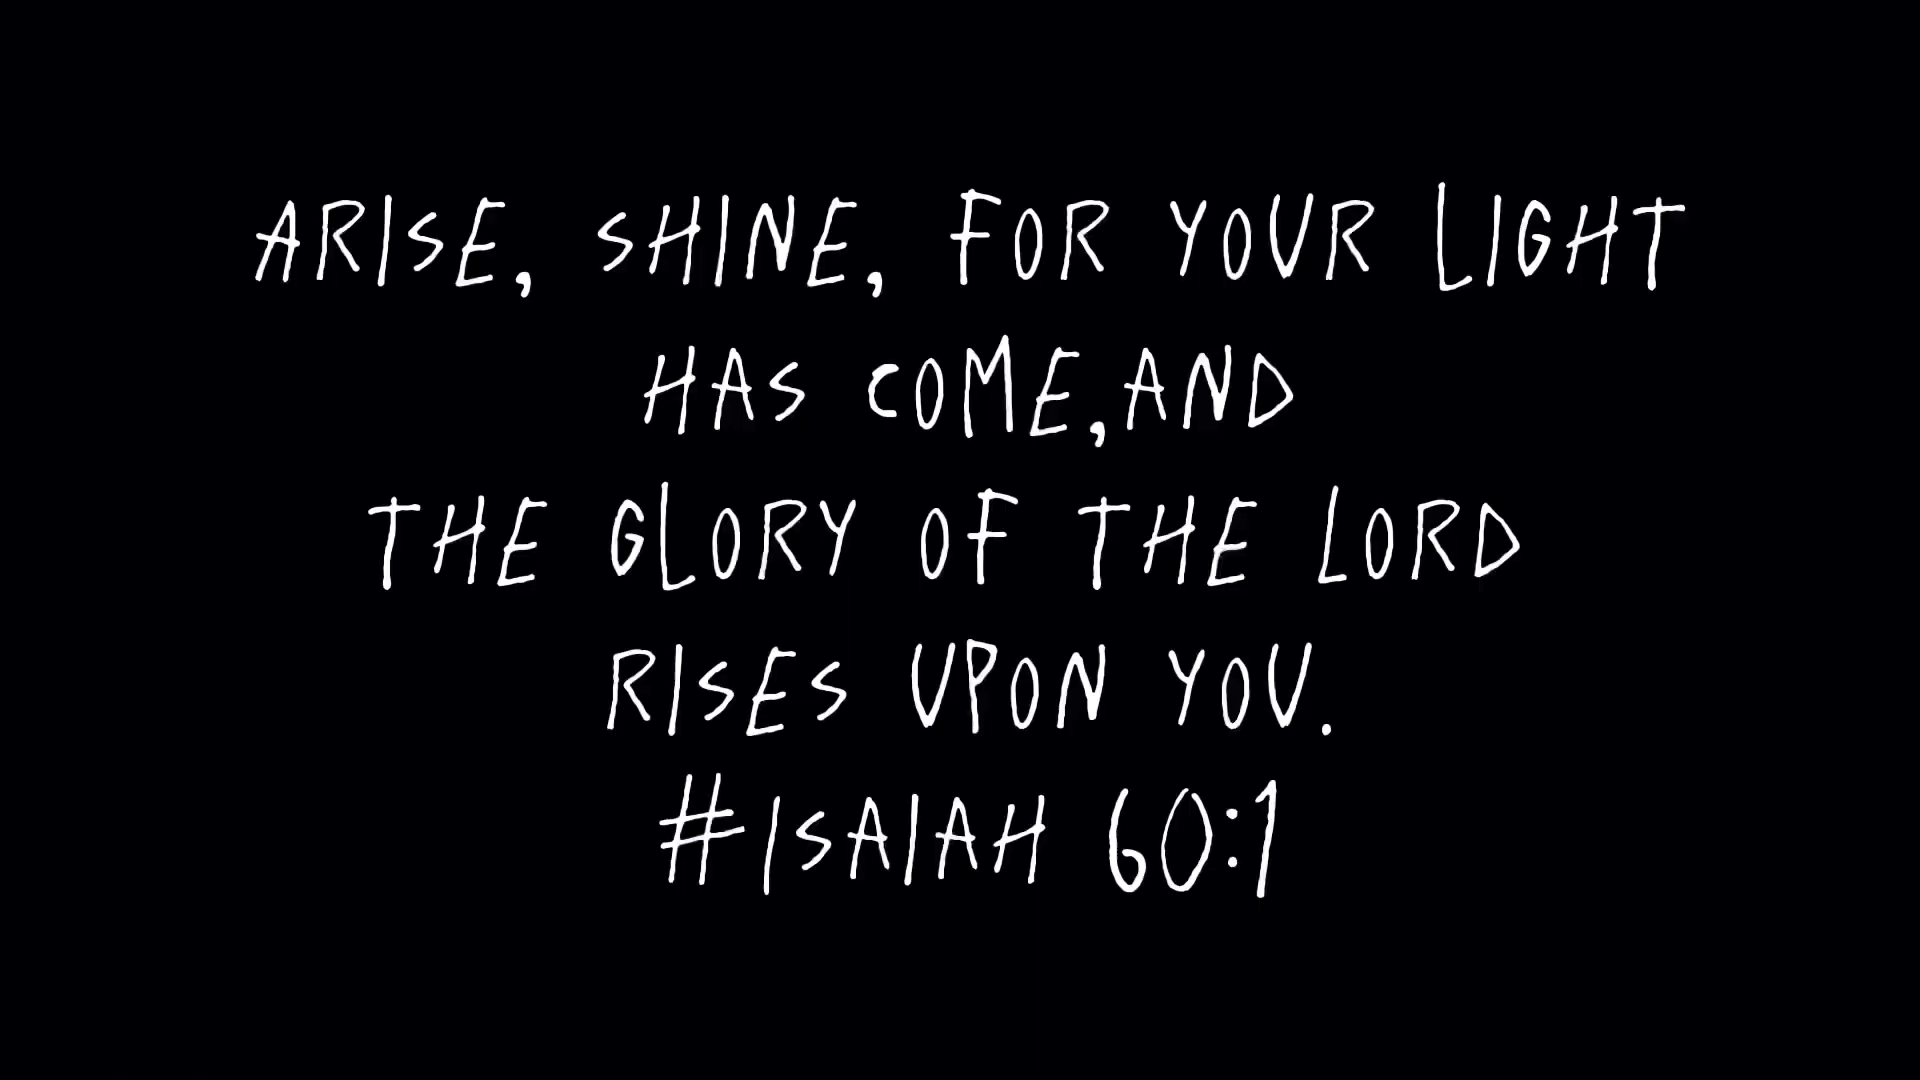 ARISE, SHINE, FOR YOUR LIGHT
HAS COME,AND
THE GLORY OF THE LORD
RISES UPON YOU.
#ISAIAH 60:1